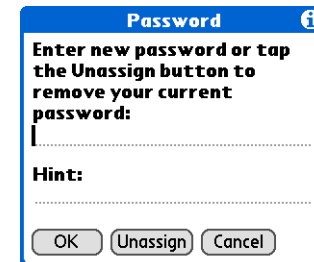 Password
Enter new password or tap
the Unassign button to
remove your current
password:
Hint:
OK Unassign Cancel